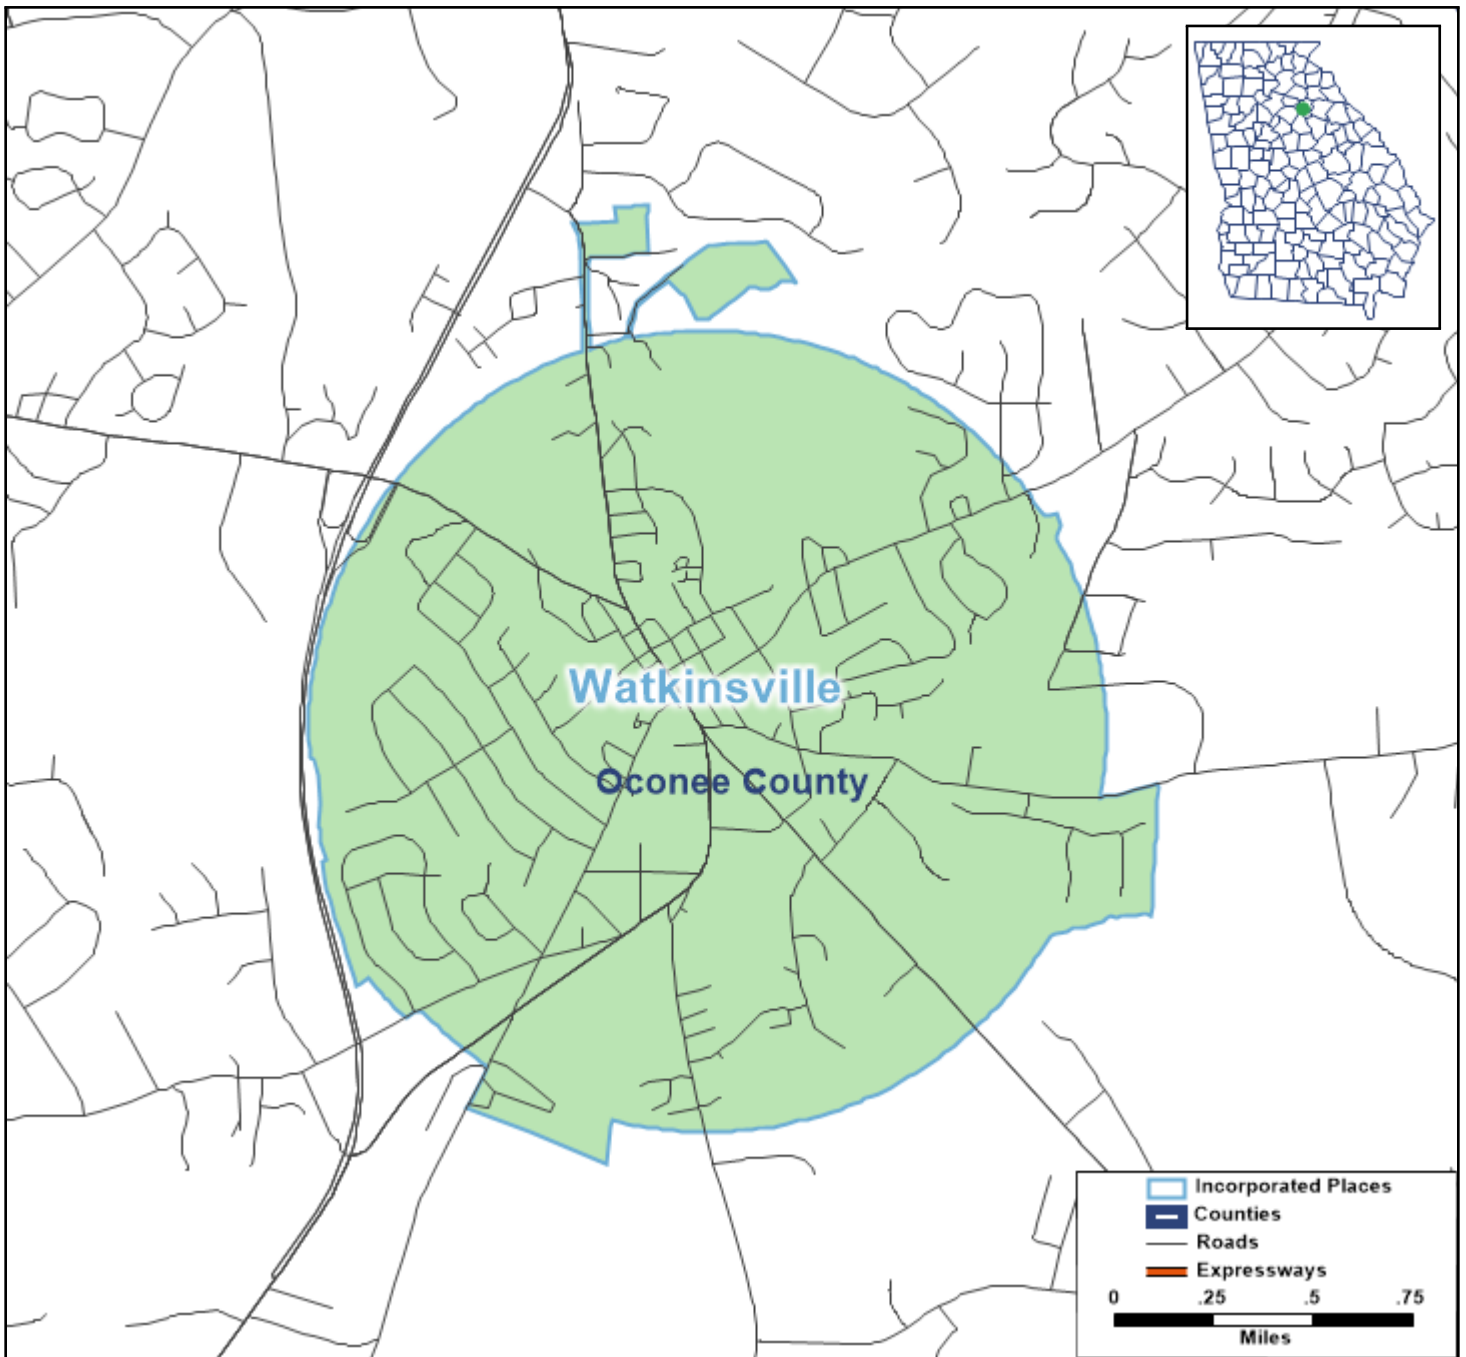 Watkinsville
Oconee County
Incorporated Places
Counties
Roads
Expressways
0 .25 .5 .75
Miles